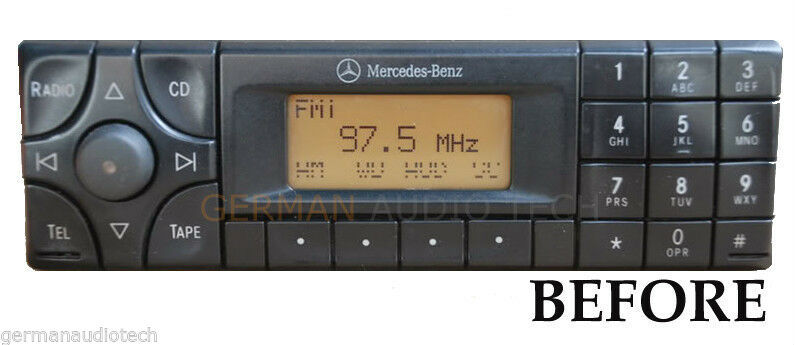 Mercedes-Benz
RADIO CD
TEL TAPE
FM
97.5 MHz
GERMAN AUDIO TECH
1 2 ABC 3 DEF
4 GHI 5 JKL 6 MNO
7 PRS 8 TUV 9 WXY
* 0 OPR #
BEFORE
germanaudiotech